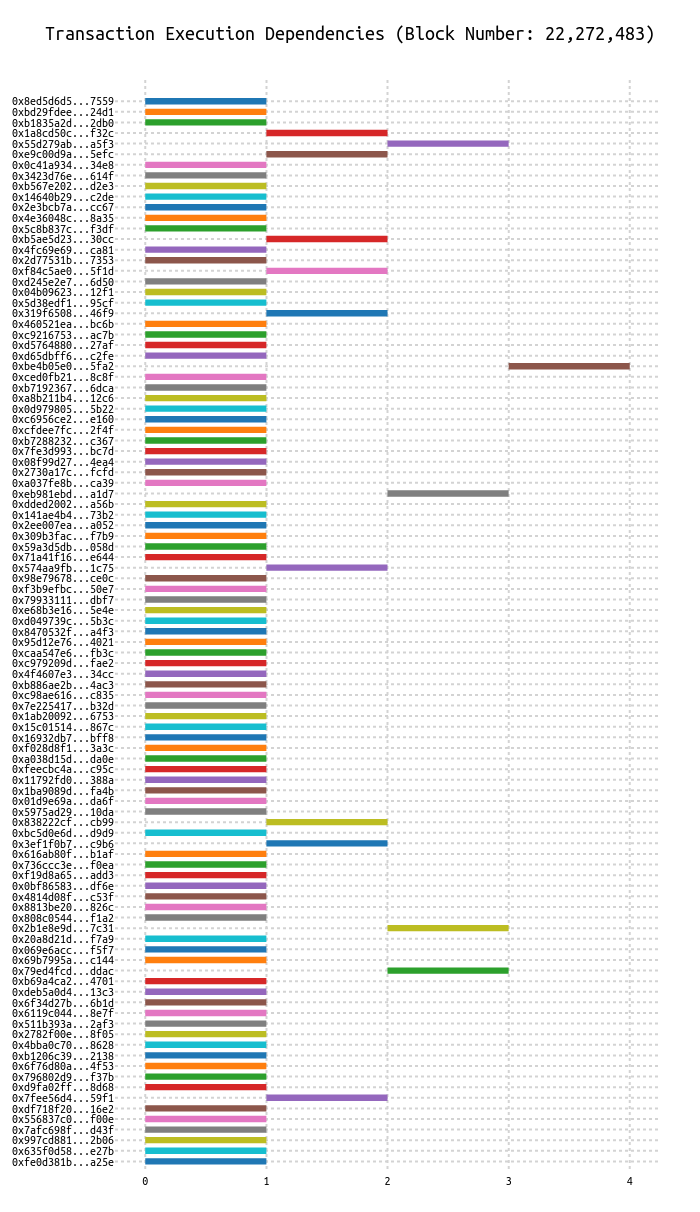 Transaction Execution Dependencies (Block Number: 22,272,483)
0x8ed5d6d5...7559
0xbd29fdee...24d1
0xb1835a2d...2db0
0x1a8cd50c...f32c
0x55d279ab...a5f3
0xe9c00d9a...5efc
0x0c41a934...34e8
0x3423d76e...614f
0xb567e202...d2e3
0x14640b29...c2de
0x2e3bcb7a...cc67
0x4e36048c...8a35
0x5c8b837c...f3df
0xb5ae5d23...30cc
0x4fc69e69...ca81
0x2d77531b...7353
0xf84c5ae0...5f1d
0xd245e2e7...6d50
0x04b09623...12f1
0x5d38edf1...95cf
0x319f6508...46f9
0x460521ea...bc6b
0xc9216753...ac7b
0xd5764880...27af
0xd65dbff6...c2fe
0xbe4b05e0...5fa2
0xced0fb21...8c8f
0xb7192367...6dca
0xa8b211b4...12c6
0x0d979805...5b22
0xc6956ce2...e160
0xcfdee7fc...2f4f
0xb7288232...c367
0x7fe3d993...bc7d
0x08f99d27...4ea4
0x2730a17c...fcfd
0xa037fe8b...ca39
0xeb981ebd...a1d7
0xdded2002...a56b
0x141ae4b4...73b2
0x2ee007ea...a052
0x309b3fac...f7b9
0x59a3d5db...058d
0x71a41f16...e644
0x574aa9fb...1c75
0x98e79678...ce0c
0xf3b9efbc...50e7
0x79933111...dbf7
0xe68b3e16...5e4e
0xd049739c...5b3c
0x8470532f...a4f3
0x95d12e76...4021
0xcaa547e6...fb3c
0xc979209d...fae2
0x4f4607e3...34cc
0xb886ae2b...4ac3
0xc98ae616...c835
0x7e225417...b32d
0x1ab20092...6753
0x15c01514...867c
0x16932db7...bff8
0xf028d8f1...3a3c
0xa038d15d...da0e
0xfeecbc4a...c95c
0x11792fd0...388a
0x1ba9089d...fa4b
0x01d9e69a...da6f
0x5975ad29...10da
0x838222cf...cb99
0xbc5d0e6d...d9d9
0x3ef1f0b7...c9b6
0x616ab80f...b1af
0x736ccc3e...f0ea
0xf19d8a65...add3
0x0bf86583...df6e
0x4814d08f...c53f
0x8813be20...826c
0x808c0544...f1a2
0x2b1e8e9d...7c31
0x20a8d21d...f7a9
0x069e6acc...f5f7
0x69b7995a...c144
0x79ed4fcd...ddac
0xb69a4ca2...4701
0xdeb5a0d4...13c3
0x6f34d27b...6b1d
0x6119c044...8e7f
0x511b393a...2af3
0x2782f00e...8f05
0x4bba0c70...8628
0xb1206c39...2138
0x6f76d80a...4f53
0x796802d9...f37b
0xd9fa02ff...8d68
0x7fee56d4...59f1
0xdf718f20...16e2
0x556837c0...f00e
0x7afc698f...d43f
0x997cd881...2b06
0x635f0d58...e27b
0xfe0d381b...a25e
0 1 2 3 4